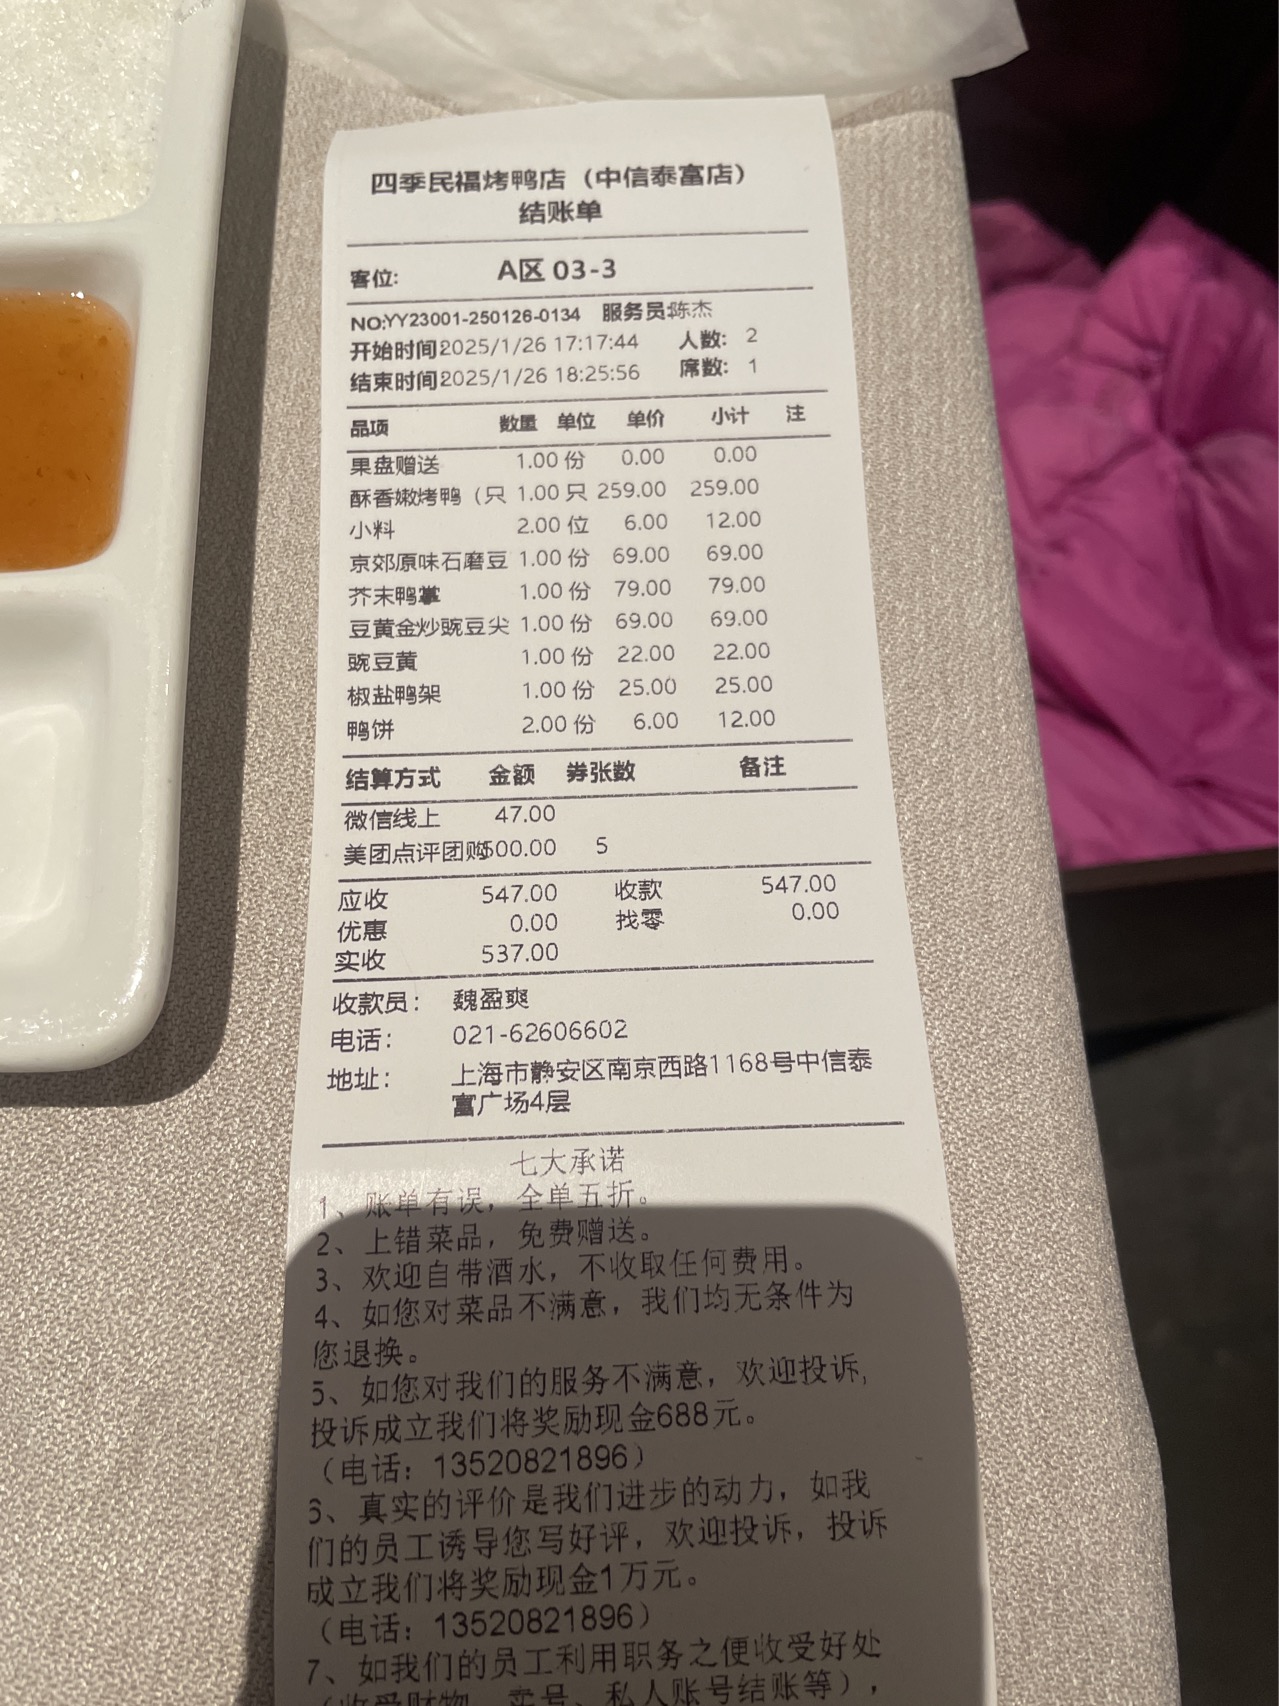 四季民福烤鸭店（中信泰富店）
结账单
客位: A区 03-3
NO:YY23001-250126-0134 服务员:陈杰
开始时间2025/1/26 17:17:44 人数: 2
结束时间2025/1/26 18:25:56 席数: 1
品项 数量 单位 单价 小计 注
果盘赠送 1.00 份 0.00 0.00
酥香嫩烤鸭（只 1.00 只 259.00 259.00
小料 2.00 位 6.00 12.00
京郊原味石磨豆 1.00 份 69.00 69.00
芥末鸭掌 1.00 份 79.00 79.00
豆黄金炒豌豆尖 1.00 份 69.00 69.00
豌豆黄 1.00 份 22.00 22.00
椒盐鸭架 1.00 份 25.00 25.00
鸭饼 2.00 份 6.00 12.00
结算方式 金额 券张数 备注
微信线上 47.00
美团点评团购500.00 5
应收 547.00 收款 547.00
优惠 0.00 找零 0.00
实收 537.00
收款员: 魏盈爽
电话: 021-62606602
地址: 上海市静安区南京西路1168号中信泰
富广场4层
七大承诺
1、账单有误，全单五折。
2、上错菜品，免费赠送。
3、欢迎自带酒水，不收取任何费用。
4、如您对菜品不满意，我们均无条件为
您退换。
5、如您对我们的服务不满意，欢迎投诉,
投诉成立我们将奖励现金688元。
（电话：13520821896）
6、真实的评价是我们进步的动力，如我
们的员工诱导您写好评，欢迎投诉，投诉
成立我们将奖励现金1万元。
（电话：13520821896）
7、如我们的员工利用职务之便收受好处
（收受财物、卖号、私人账号结账等），